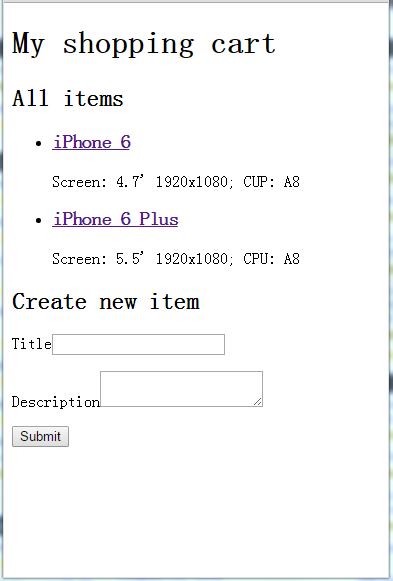 My shopping cart
All items
iPhone 6
Screen: 4.7' 1920x1080; CUP: A8
iPhone 6 Plus
Screen: 5.5' 1920x1080; CPU: A8
Create new item
Title
Description
Submit